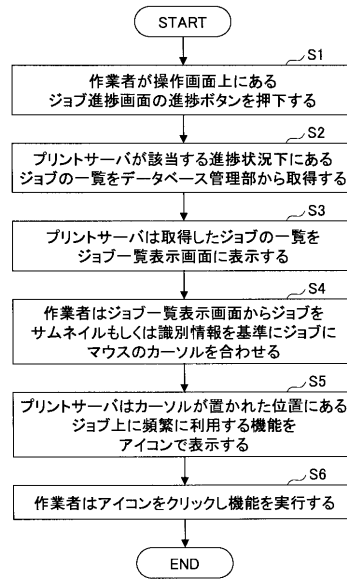 START
S1
作業者が操作画面上にある
ジョブ進捗画面の進捗ボタンを押下する
S2
プリントサーバが該当する進捗状況下にある
ジョブの一覧をデータベース管理部から取得する
S3
プリントサーバは取得したジョブの一覧を
ジョブ一覧表示画面に表示する
S4
作業者はジョブ一覧表示画面からジョブを
サムネイルもしくは識別情報を基準にジョブに
マウスのカーソルを合わせる
S5
プリントサーバはカーソルが置かれた位置にある
ジョブ上に頻繁に利用する機能を
アイコンで表示する
S6
作業者はアイコンをクリックし機能を実行する
END